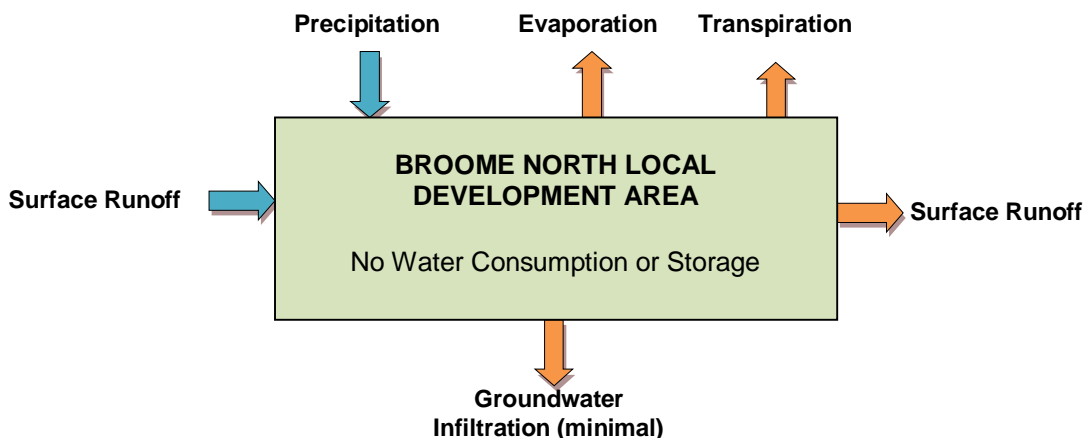 Precipitation
Evaporation
Transpiration
BROOME NORTH LOCAL
DEVELOPMENT AREA
Surface Runoff
Surface Runoff
No Water Consumption or Storage
Groundwater
Infiltration (minimal)